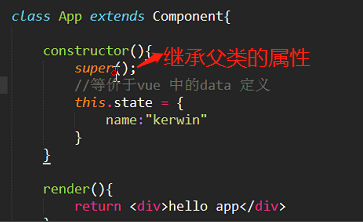 class App extends Component{
constructor(){
super(); 继承父类的属性
//等价于vue 中的data 定义
this.state = {
name:"kerwin"
}
}
render(){
return <div>hello app</div>